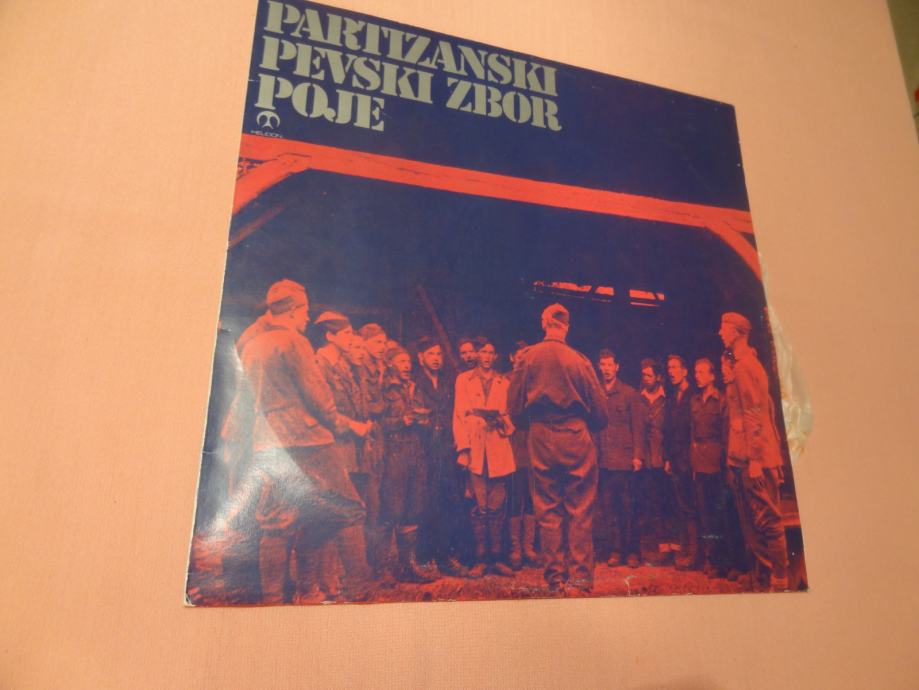 PARTIZANSKI
PEVSKI ZBOR
POJE
HELIDON